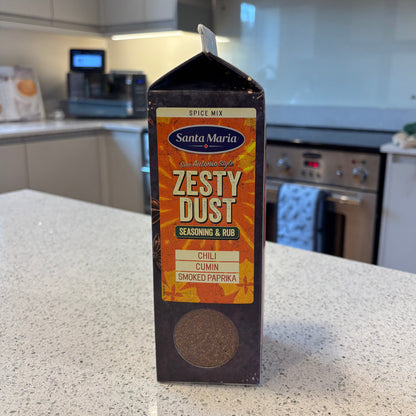 SPICE MIX
Santa Maria
San Antonio Style
ZESTY
DUST
SEASONING & RUB
CHILI
CUMIN
SMOKED PAPRIKA